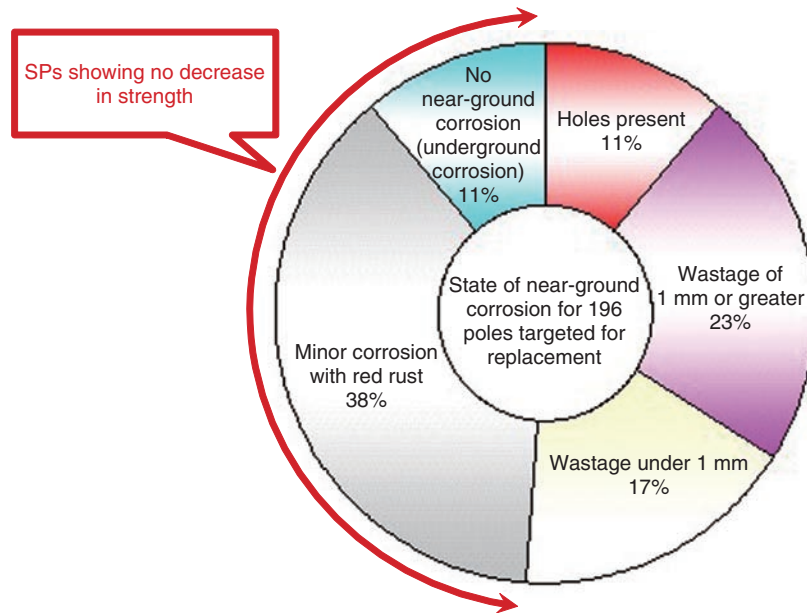 SPs showing no decrease
in strength
No
near-ground
corrosion
(underground
corrosion)
11%
Holes present
11%
Wastage of
1 mm or greater
23%
State of near-ground
corrosion for 196
poles targeted for
replacement
Minor corrosion
with red rust
38%
Wastage under 1 mm
17%